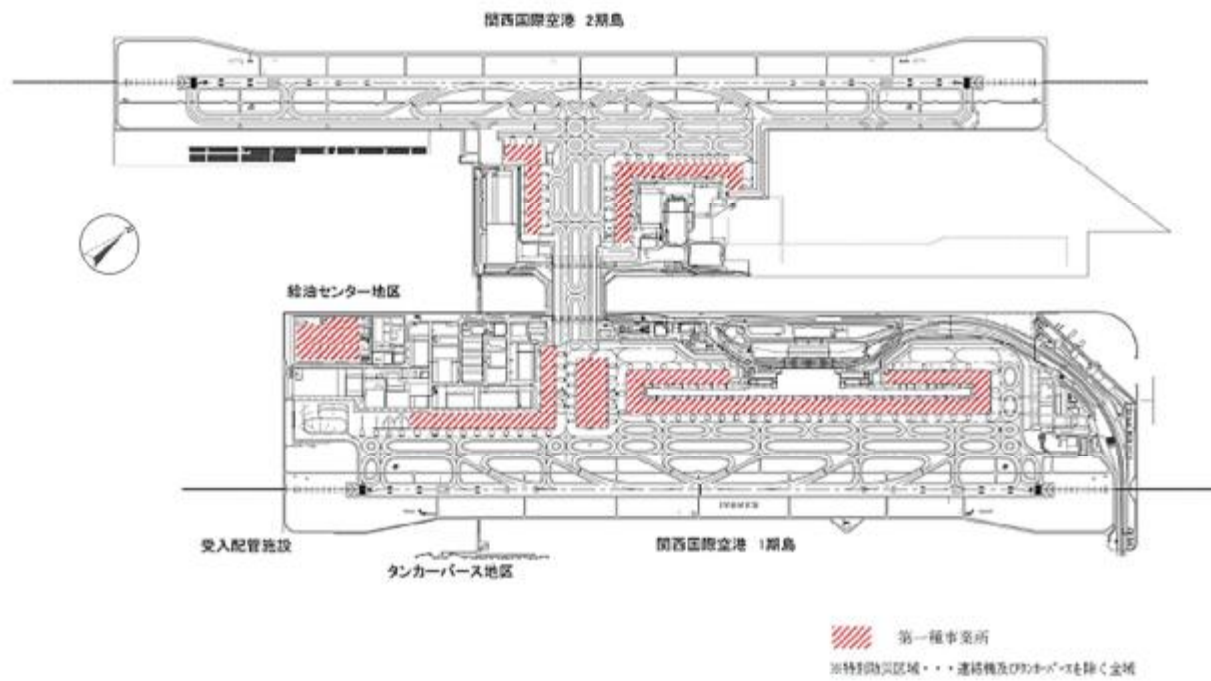 関西国際空港 2期島
給油センター地区
受入配管施設
関西国際空港 1期島
タンカーバース地区
第一種事業所
※特別防災区域・・・連絡橋及びタンカーバースを除く全域